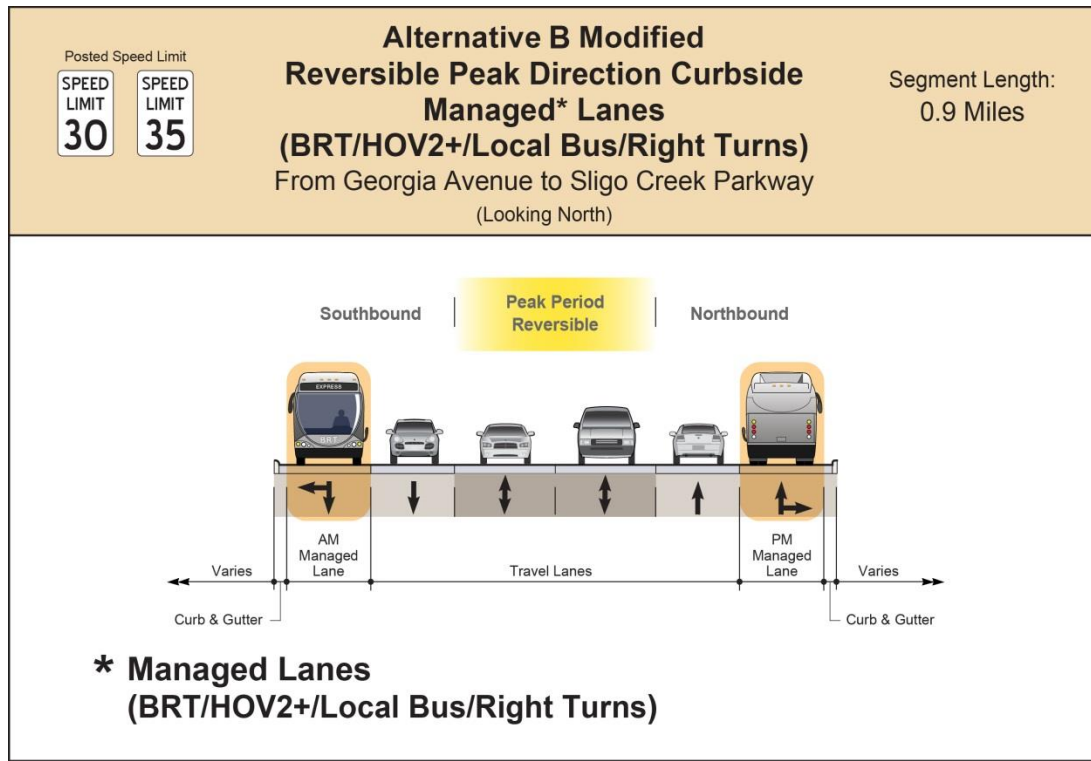 Posted Speed Limit
SPEED LIMIT 30
SPEED LIMIT 35
Alternative B Modified
Reversible Peak Direction Curbside
Managed* Lanes
(BRT/HOV2+/Local Bus/Right Turns)
From Georgia Avenue to Sligo Creek Parkway
(Looking North)
Segment Length:
0.9 Miles
Southbound
Peak Period
Reversible
Northbound
EXPRESS
BRT
AM
Managed
Lane
PM
Managed
Lane
Varies
Travel Lanes
Varies
Curb & Gutter
Curb & Gutter
* Managed Lanes
(BRT/HOV2+/Local Bus/Right Turns)